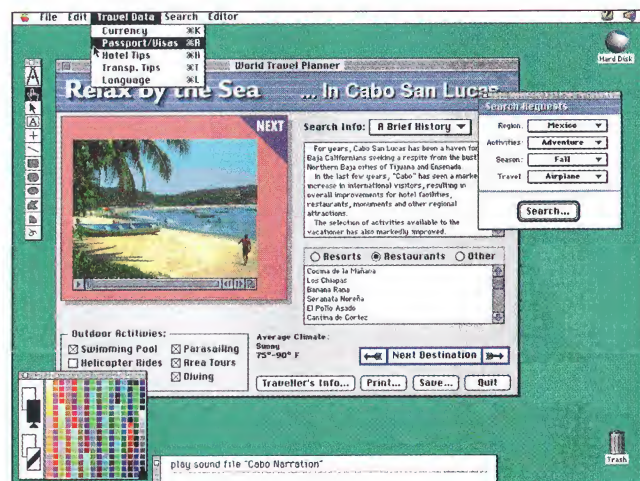 File Edit Travel Data Search Editor
Currency ⌘K
Passport/Visas ⌘A
Hotel Tips ⌘H
Transp. Tips ⌘T
Language ⌘L
Hard Disk
World Travel Planner
Relax by the Sea ... In Cabo San Lucas
NEXT
Search Info: A Brief History
For years, Cabo San Lucas has been a haven for
Baja Californians seeking a respite from the bust
Northern Baja cities of Tijuana and Ensenada.
In the last few years, "Cabo" has seen a marke
increase in international visitors, resulting in
overall improvements for hotel facilities,
restaurants, monuments and other regional
attractions.
The selection of activities available to the
vacationer has also markedly improved.
Search Requests
Region: Mexico
Activities: Adventure
Season: Fall
Travel Airplane
Search...
Resorts Restaurants Other
Cocina de la Mañana
Los Chiapas
Banana Rana
Seranata Noreña
El Pollo Asado
Cantina de Cortez
Outdoor Actitivies:
Swimming Pool Parasailing
Helicopter Rides Area Tours
Diving
Average Climate:
Sunny
75°-90° F
Next Destination
Traveller's Info... Print... Save... Quit
play sound file "Cabo Narration"
Trash